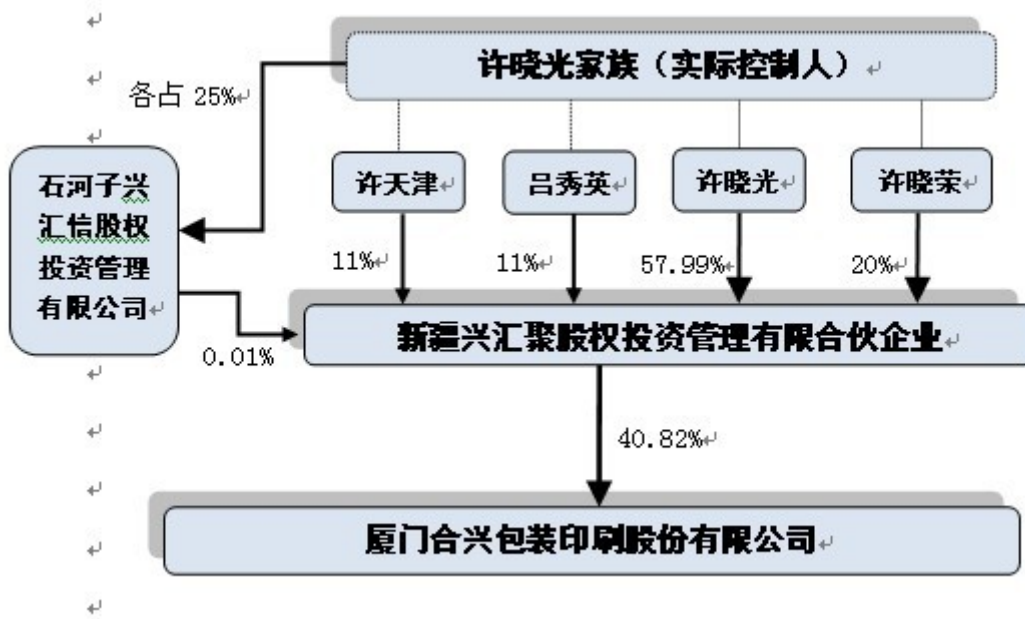 许晓光家族（实际控制人）
各占 25%
石河子兴
汇信股权
投资管理
有限公司
许天津
吕秀英
许晓光
许晓荣
11%
11%
57.99%
20%
0.01%
新疆兴汇聚股权投资管理有限合伙企业
40.82%
厦门合兴包装印刷股份有限公司